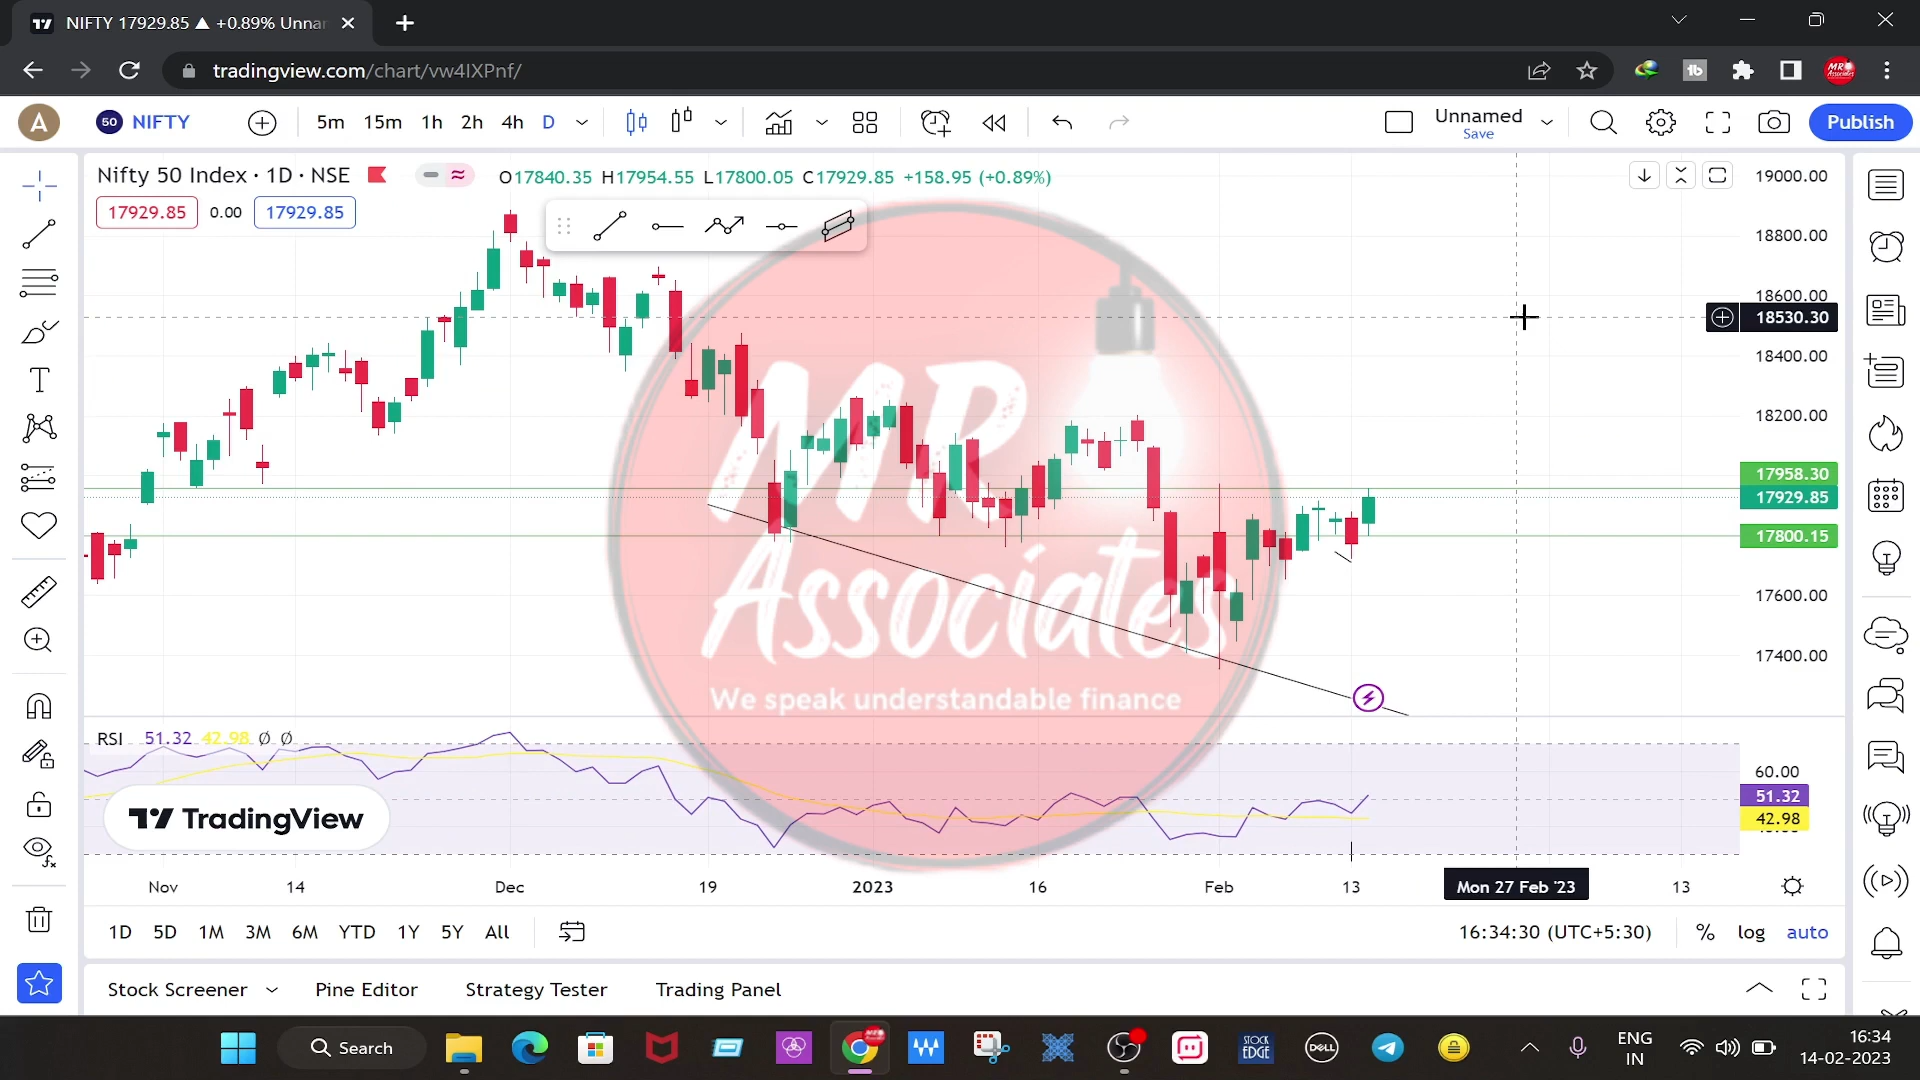 NIFTY 17929.85 ▲ +0.89% Unnar
tradingview.com/chart/vw4IXPnf/
A
50 NIFTY 5m 15m 1h 2h 4h D Unnamed Save Publish
Nifty 50 Index · 1D · NSE O17840.35 H17954.55 L17800.05 C17929.85 +158.95 (+0.89%)
17929.85 0.00 17929.85
19000.00
18800.00
18600.00
18530.30
18400.00
18200.00
17958.30
17929.85
17800.15
17600.00
17400.00
MR
Associates
We speak understandable finance
RSI 51.32 42.98 Ø Ø
60.00
51.32
42.98
TradingView
Nov 14 Dec 19 2023 16 Feb 13 Mon 27 Feb '23 13
1D 5D 1M 3M 6M YTD 1Y 5Y All 16:34:30 (UTC+5:30) % log auto
Stock Screener Pine Editor Strategy Tester Trading Panel
Search STOCK EDGE DELL ENG IN 16:34
14-02-2023